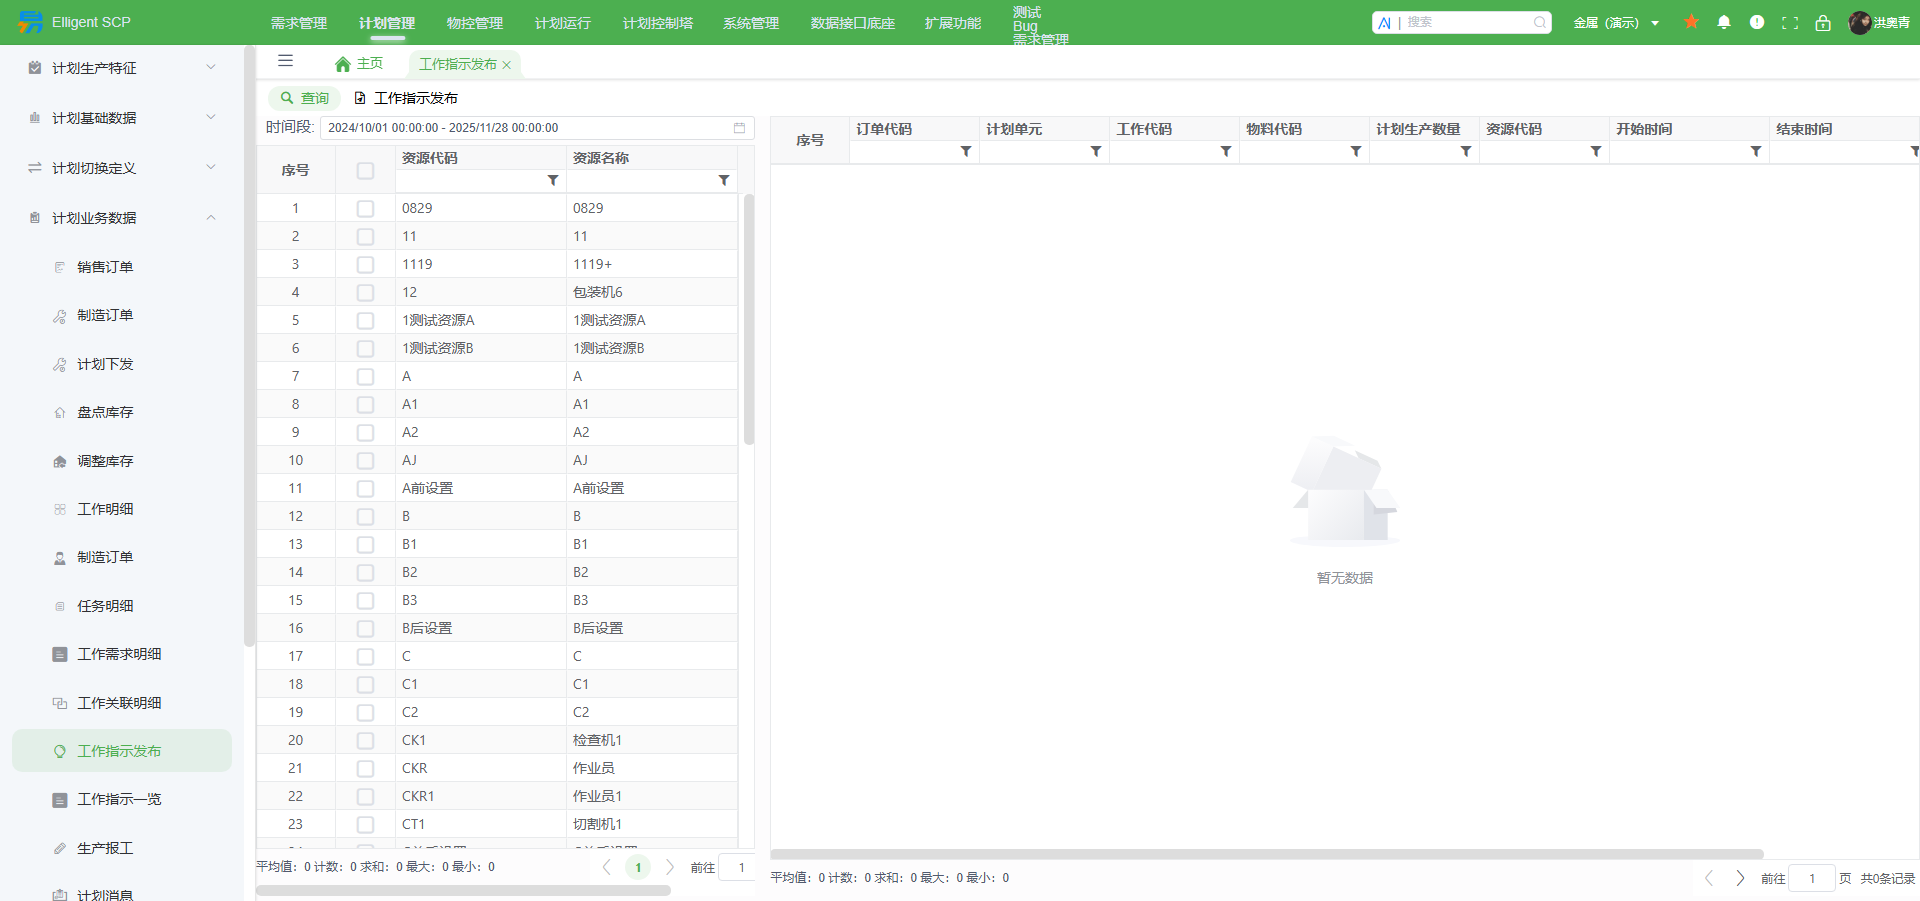 Elligent SCP
需求管理 计划管理 物控管理 计划运行 计划控制塔 系统管理 数据接口底座 扩展功能
测试
Bug
需求管理
AI | 搜索
金属（演示）
洪奥青
主页 工作指示发布
查询 工作指示发布
时间段: 2024/10/01 00:00:00 - 2025/11/28 00:00:00
计划生产特征
计划基础数据
计划切换定义
计划业务数据
销售订单
制造订单
计划下发
盘点库存
调整库存
工作明细
制造订单
任务明细
工作需求明细
工作关联明细
工作指示发布
工作指示一览
生产报工
计划消息
序号 资源代码 资源名称
1 0829 0829
2 11 11
3 1119 1119+
4 12 包装机6
5 1测试资源A 1测试资源A
6 1测试资源B 1测试资源B
7 A A
8 A1 A1
9 A2 A2
10 AJ AJ
11 A前设置 A前设置
12 B B
13 B1 B1
14 B2 B2
15 B3 B3
16 B后设置 B后设置
17 C C
18 C1 C1
19 C2 C2
20 CK1 检查机1
21 CKR 作业员
22 CKR1 作业员1
23 CT1 切割机1
平均值: 0 计数: 0 求和: 0 最大: 0 最小: 0
1 前往 1
序号 订单代码 计划单元 工作代码 物料代码 计划生产数量 资源代码 开始时间 结束时间
暂无数据
平均值: 0 计数: 0 求和: 0 最大: 0 最小: 0
前往 1 页 共0条记录